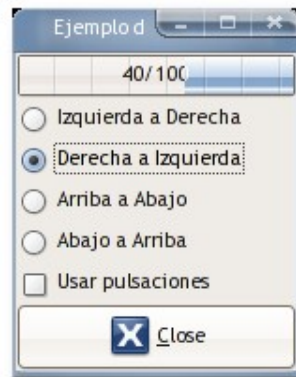 Ejemplo d
40/100
Izquierda a Derecha
Derecha a Izquierda
Arriba a Abajo
Abajo a Arriba
Usar pulsaciones
Close